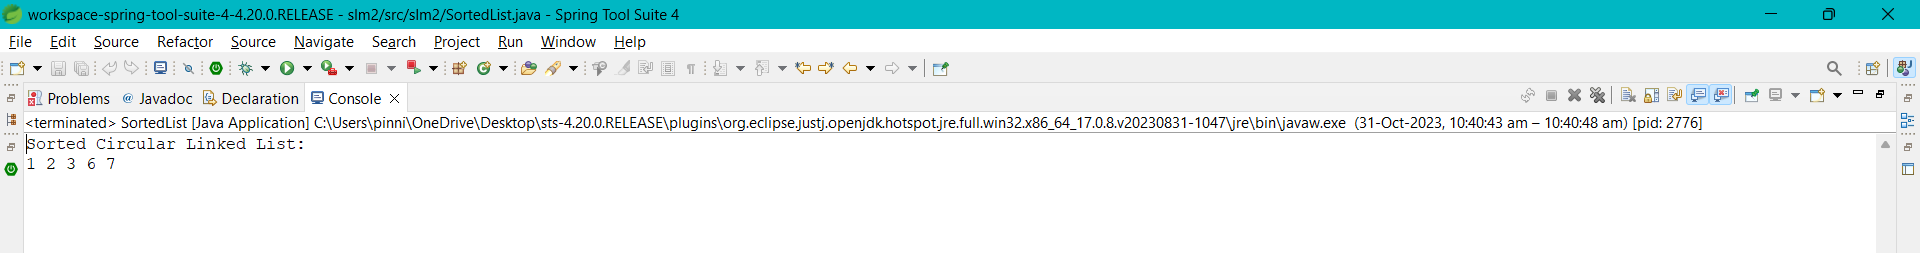 workspace-spring-tool-suite-4-4.20.0.RELEASE - slm2/src/slm2/SortedList.java - Spring Tool Suite 4
File Edit Source Refactor Source Navigate Search Project Run Window Help
Problems @ Javadoc Declaration Console
<terminated> SortedList [Java Application] C:\Users\pinni\OneDrive\Desktop\sts-4.20.0.RELEASE\plugins\org.eclipse.justj.openjdk.hotspot.jre.full.win32.x86_64_17.0.8.v20230831-1047\jre\bin\javaw.exe (31-Oct-2023, 10:40:43 am – 10:40:48 am) [pid: 2776]
Sorted Circular Linked List:
1 2 3 6 7